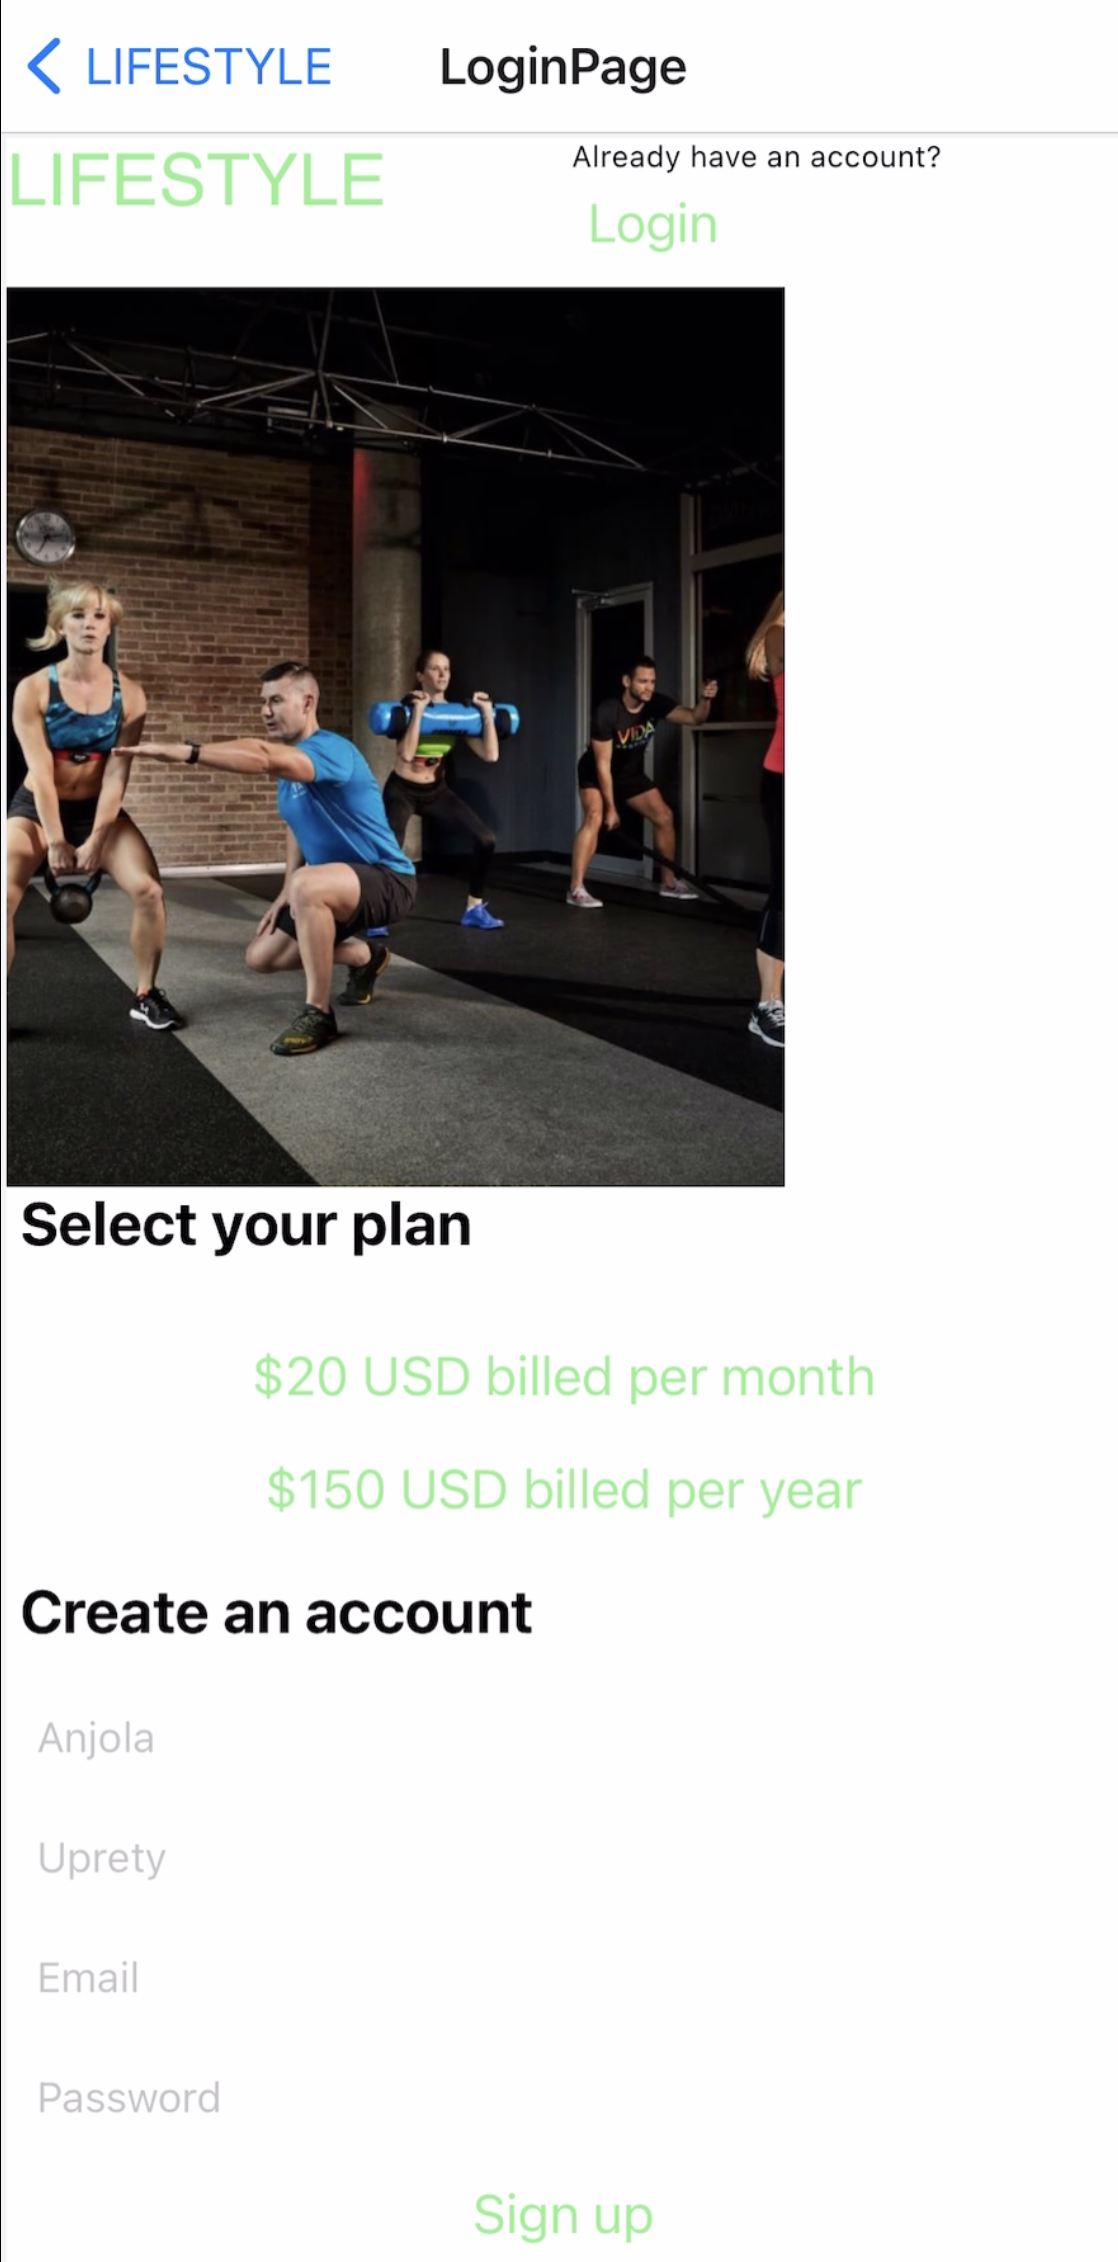 LIFESTYLE
LoginPage
LIFESTYLE
Already have an account?
Login
VIDA
Select your plan
$20 USD billed per month
$150 USD billed per year
Create an account
Anjola
Uprety
Email
Password
Sign up